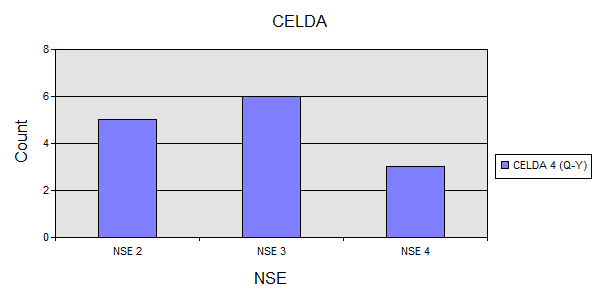 CELDA
8
6
4
2
0
Count
NSE 2 NSE 3 NSE 4
NSE
CELDA 4 (Q-Y)